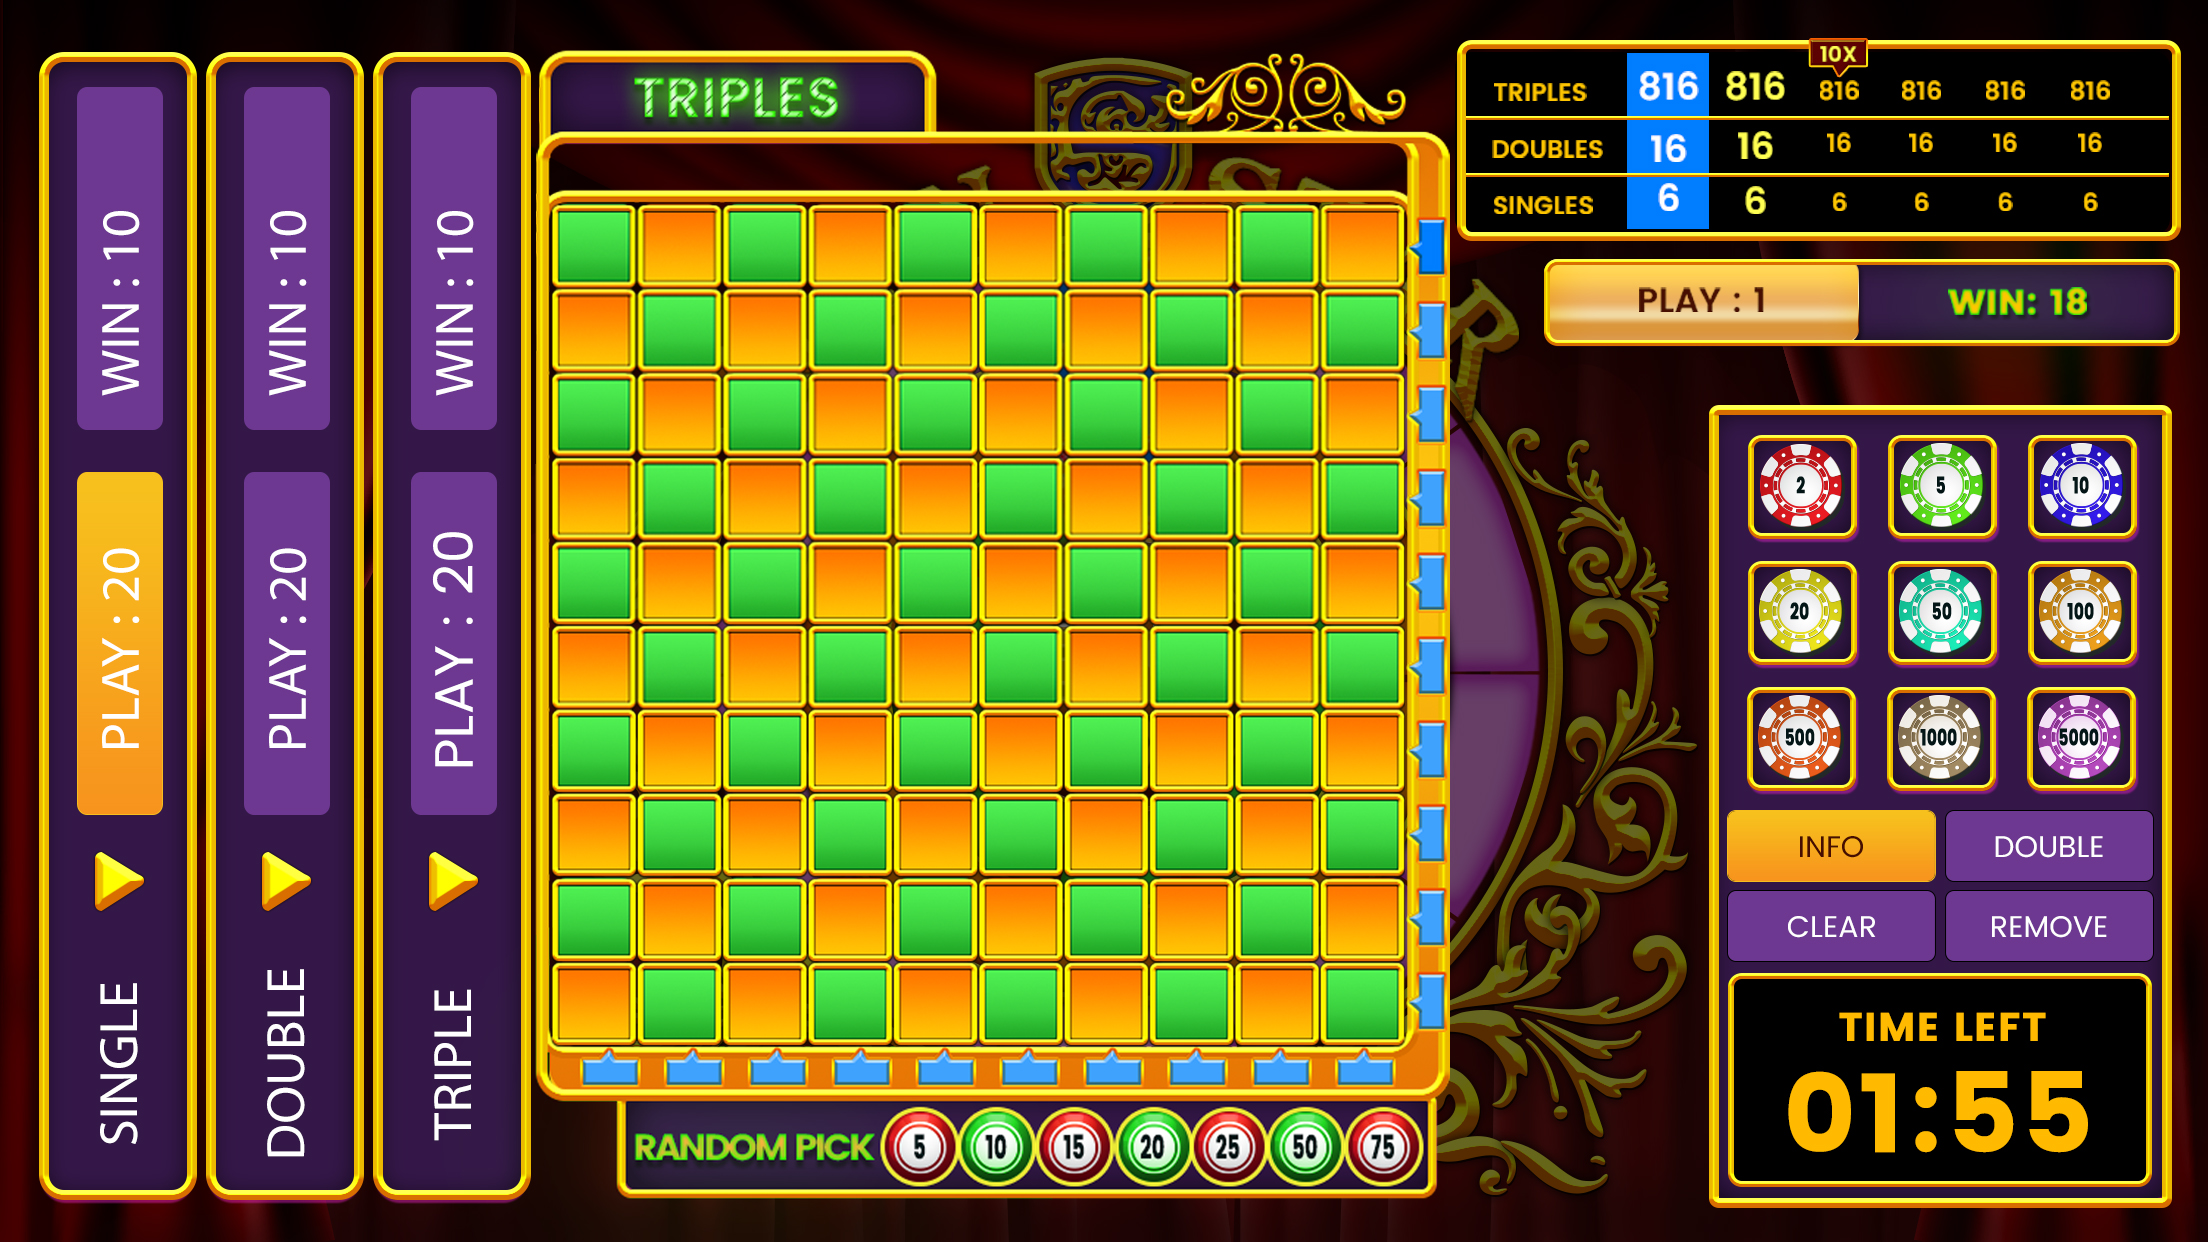 WIN : 10
PLAY : 20
SINGLE
WIN : 10
PLAY : 20
DOUBLE
WIN : 10
PLAY : 20
TRIPLE
TRIPLES
RANDOM PICK 5 10 15 20 25 50 75
10X
TRIPLES 816 816 816 816 816 816
DOUBLES 16 16 16 16 16 16
SINGLES 6 6 6 6 6 6
PLAY : 1 WIN: 18
2 5 10
20 50 100
500 1000 5000
INFO DOUBLE
CLEAR REMOVE
TIME LEFT
01:55